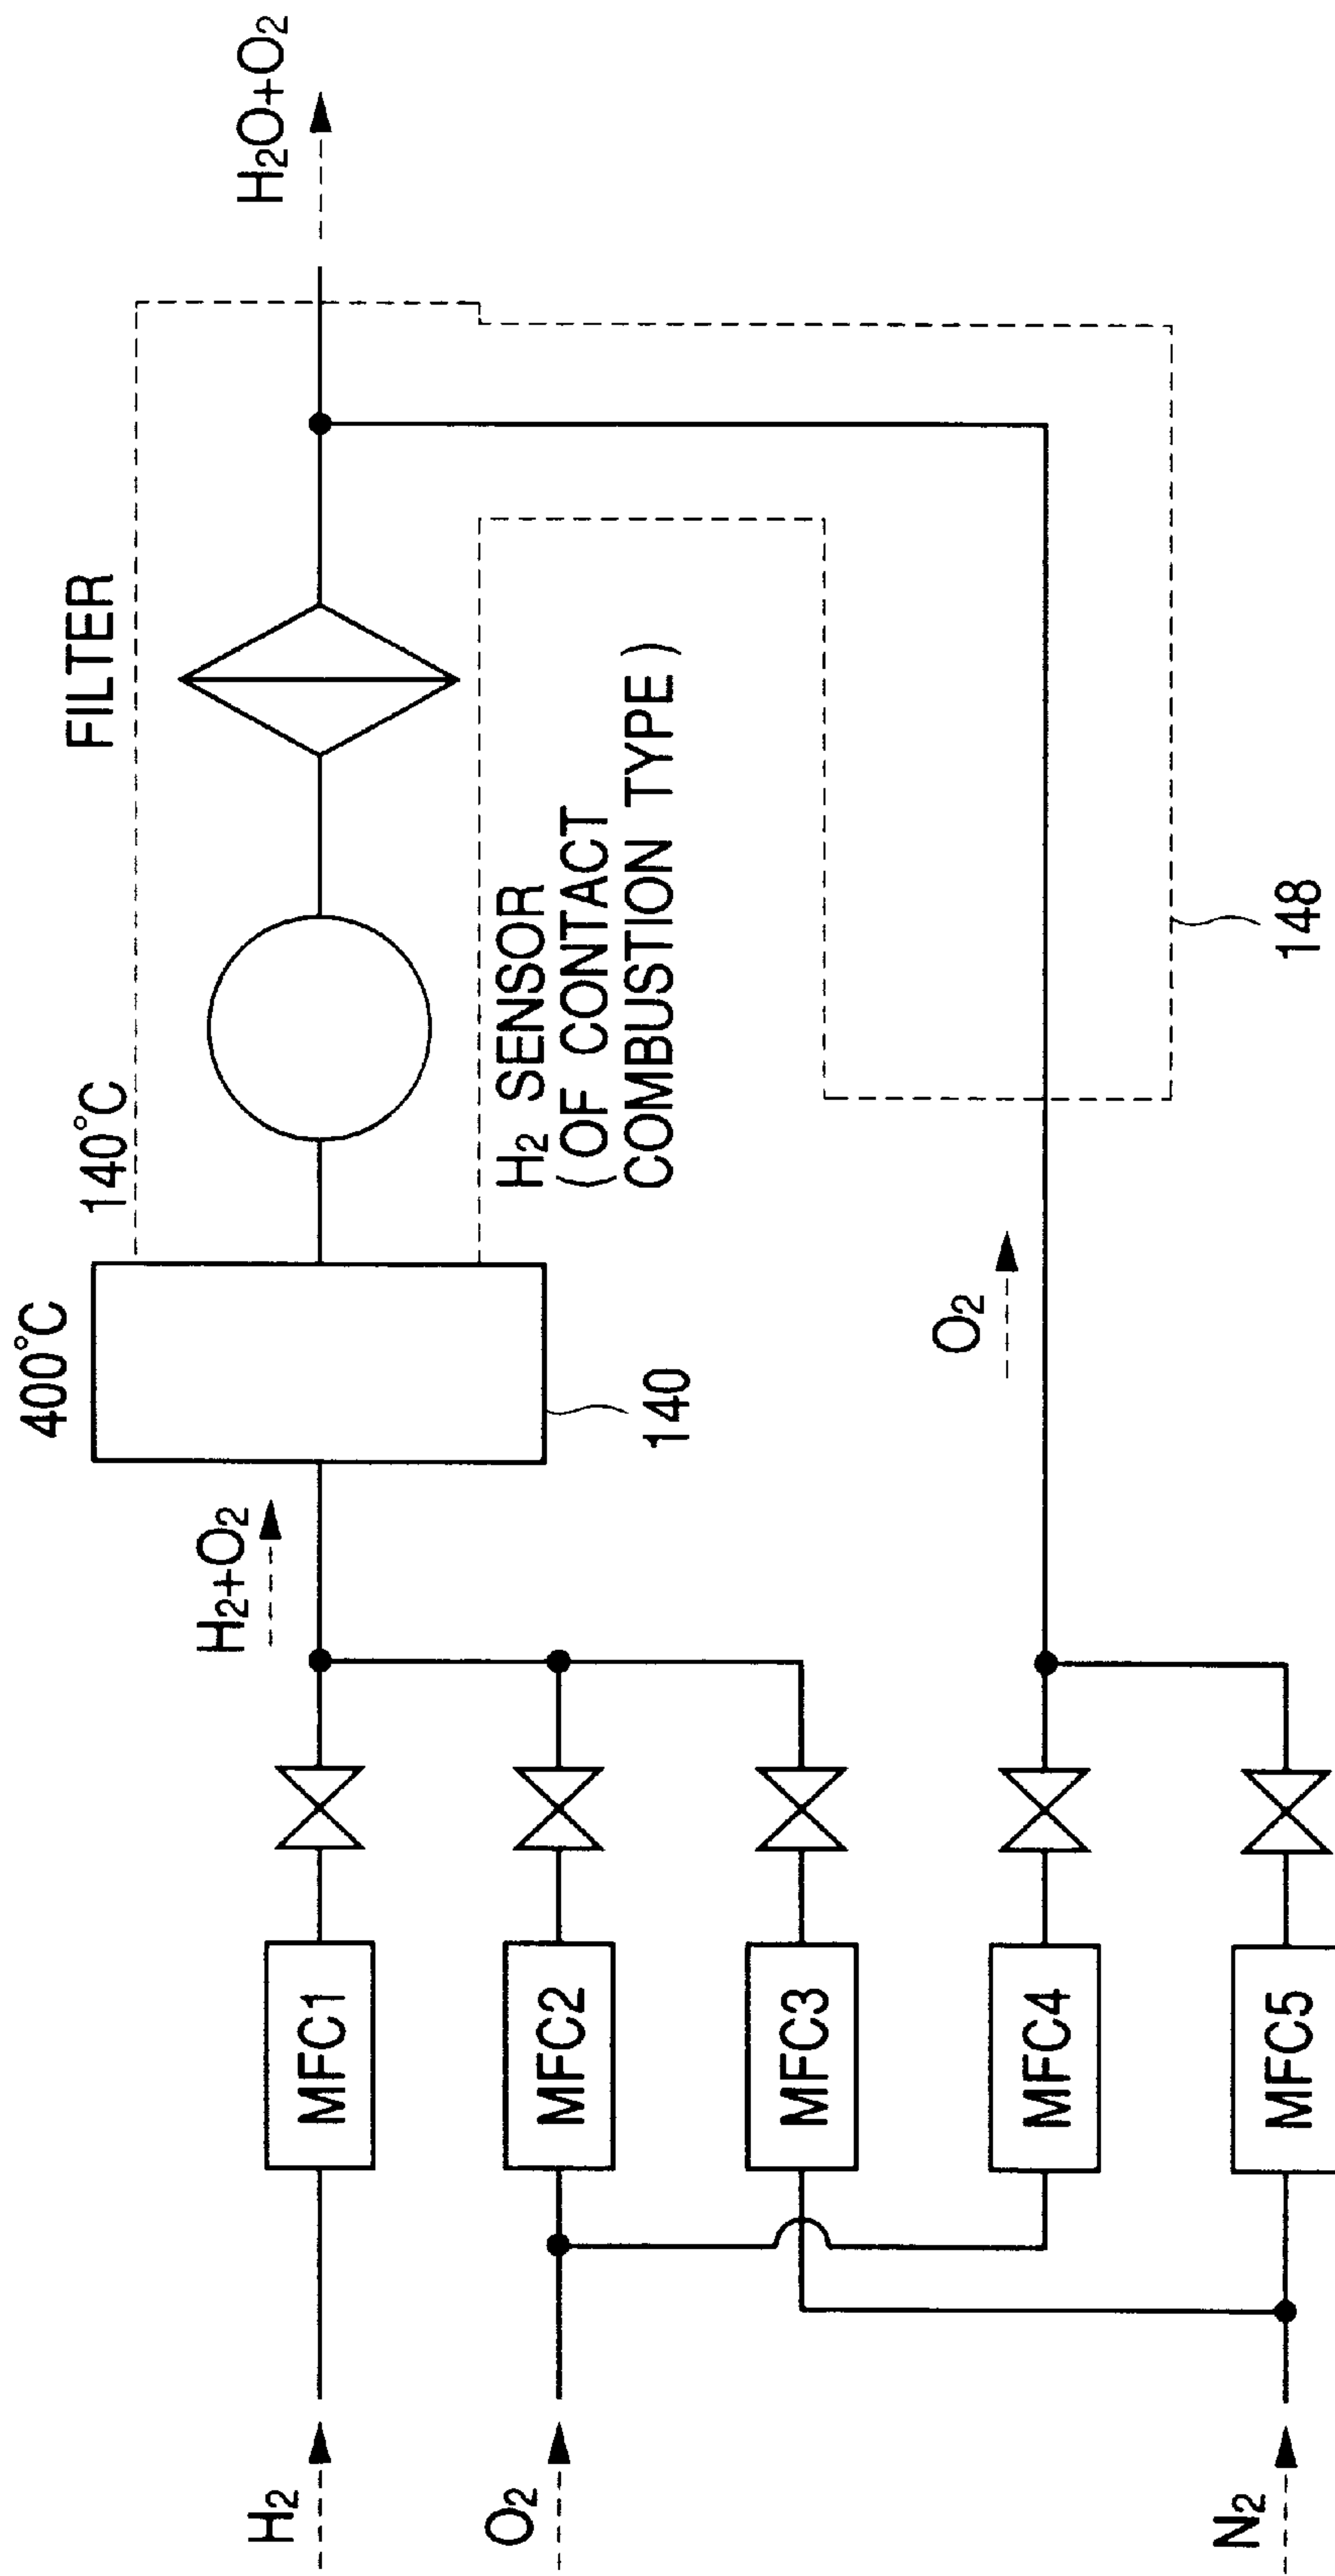 H2O+O2
FILTER
140°C
400°C
H2 SENSOR
(OF CONTACT
COMBUSTION TYPE)
140
148
H2+O2
O2
MFC1
MFC2
MFC3
MFC4
MFC5
H2
O2
N2